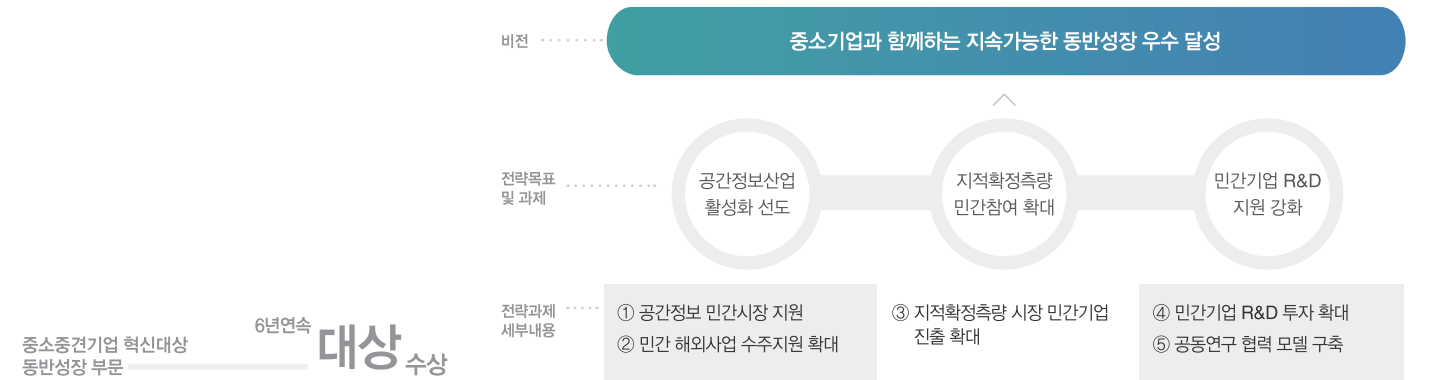 비전
중소기업과 함께하는 지속가능한 동반성장 우수 달성
전략목표
및 과제
공간정보산업
활성화 선도
지적확정측량
민간참여 확대
민간기업 R&D
지원 강화
전략과제
세부내용
① 공간정보 민간시장 지원
② 민간 해외사업 수주지원 확대
③ 지적확정측량 시장 민간기업
진출 확대
④ 민간기업 R&D 투자 확대
⑤ 공동연구 협력 모델 구축
중소중견기업 혁신대상
동반성장 부문
6년연속
대상 수상